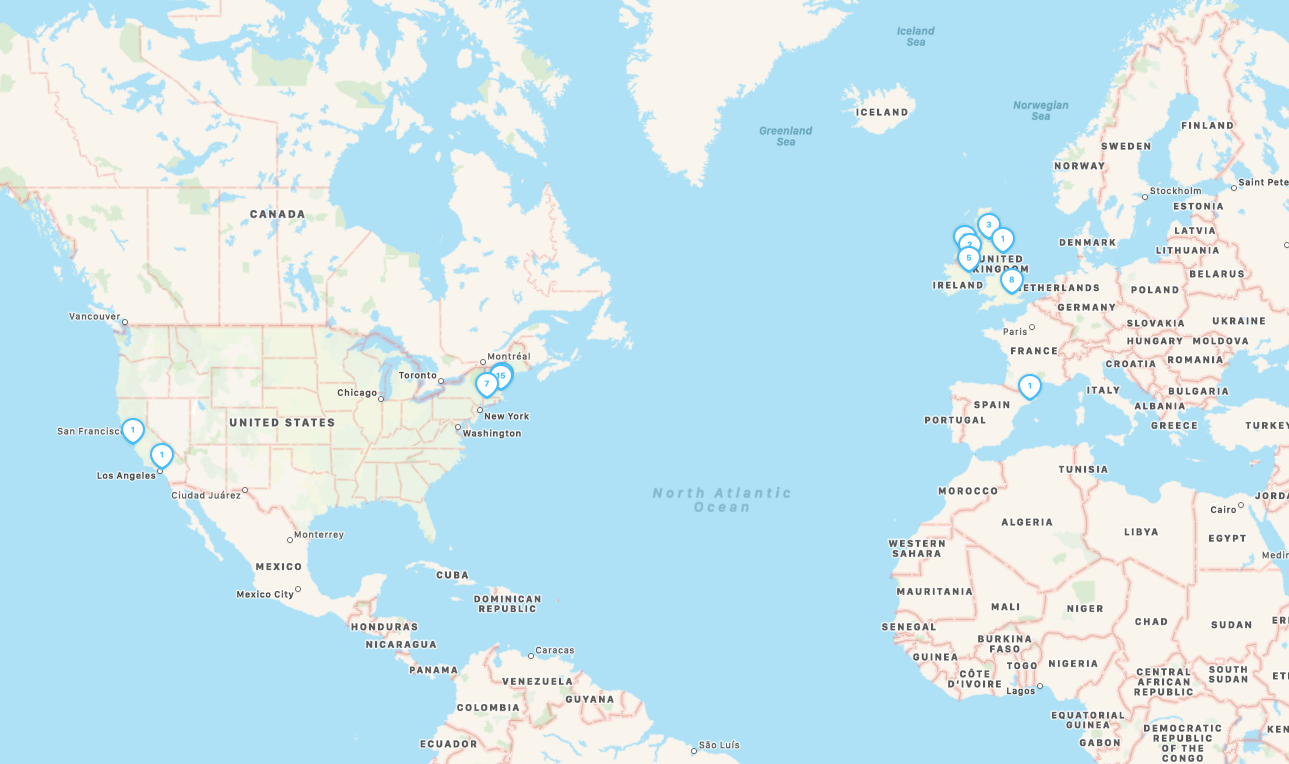 Iceland
Sea
ICELAND
Norwegian
Sea
Greenland
Sea
FINLAND
SWEDEN
NORWAY
Stockholm
Saint Pete
ESTONIA
CANADA
LATVIA
DENMARK
LITHUANIA
3
1
2
5
UNITED
KINGDOM
BELARUS
8
IRELAND
ETHERLANDS
POLAND
GERMANY
Vancouver
Paris
SLOVAKIA
UKRAINE
HUNGARY
MOLDOVA
FRANCE
Montréal
CROATIA
ROMANIA
Toronto
15
7
1
ITALY
BULGARIA
Chicago
SPAIN
ALBANIA
New York
PORTUGAL
GREECE
TURKEY
UNITED STATES
San Francisc
1
Washington
1
Los Angeles
TUNISIA
Ciudad Juárez
North Atlantic
Ocean
MOROCCO
JORDA
Cairo
ALGERIA
LIBYA
EGYPT
Monterrey
WESTERN
SAHARA
Medin
MEXICO
CUBA
Mexico City
DOMINICAN
REPUBLIC
MAURITANIA
MALI
NIGER
CHAD
SUDAN
ER
HONDURAS
SENEGAL
NICARAGUA
BURKINA
FASO
Caracas
GUINEA
TOGO
NIGERIA
PANAMA
CÔTE
D'IVOIRE
CENTRAL
AFRICAN
REPUBLIC
SOUTH
SUDAN
ET
VENEZUELA
Lagos
GUYANA
COLOMBIA
EQUATORIAL
GUINEA
DEMOCRATIC
REPUBLIC
OF THE
CONGO
KEN
ECUADOR
São Luís
GABON